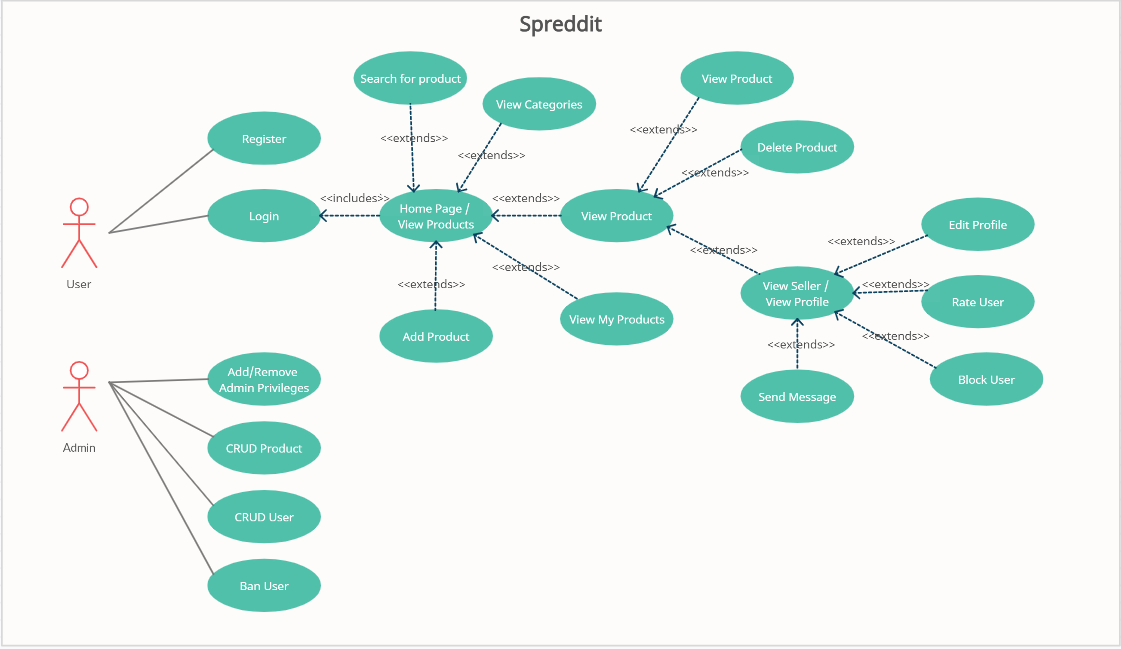 Spreddit
Search for product
View Categories
View Product
Register
<<extends>>
<<extends>>
<<extends>>
Delete Product
<<extends>>
Login
<<includes>>
Home Page /
View Products
<<extends>>
View Product
User
<<extends>>
<<extends>>
Add Product
<<extends>>
View My Products
<<extends>>
Edit Profile
View Seller /
View Profile
<<extends>>
Rate User
<<extends>>
Block User
<<extends>>
Send Message
Admin
Add/Remove
Admin Privileges
CRUD Product
CRUD User
Ban User